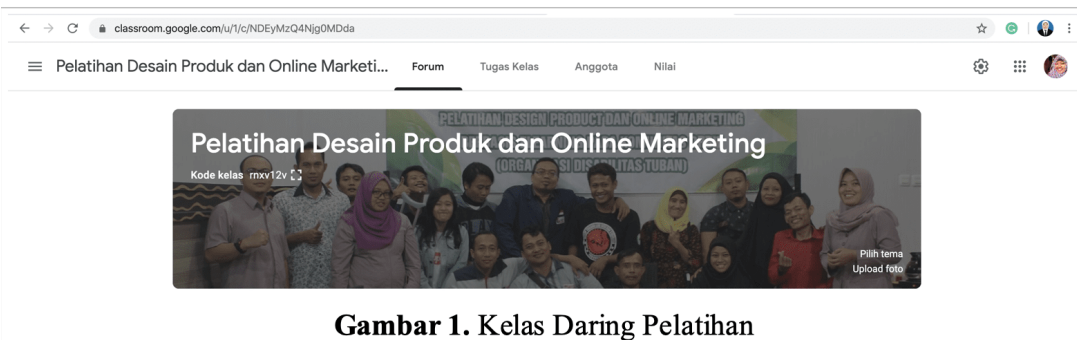 classroom.google.com/u/1/c/NDEyMzQ4Njg0MDda
Pelatihan Desain Produk dan Online Marketi... Forum Tugas Kelas Anggota Nilai
PELATIHAN DESIGN PRODUCT DAN ONLINE MARKETING
Pelatihan Desain Produk dan Online Marketing
(ORGANISASI DISABILITAS TUBAN)
Kode kelas rnxv12v
Pilih tema
Upload foto
Gambar 1. Kelas Daring Pelatihan